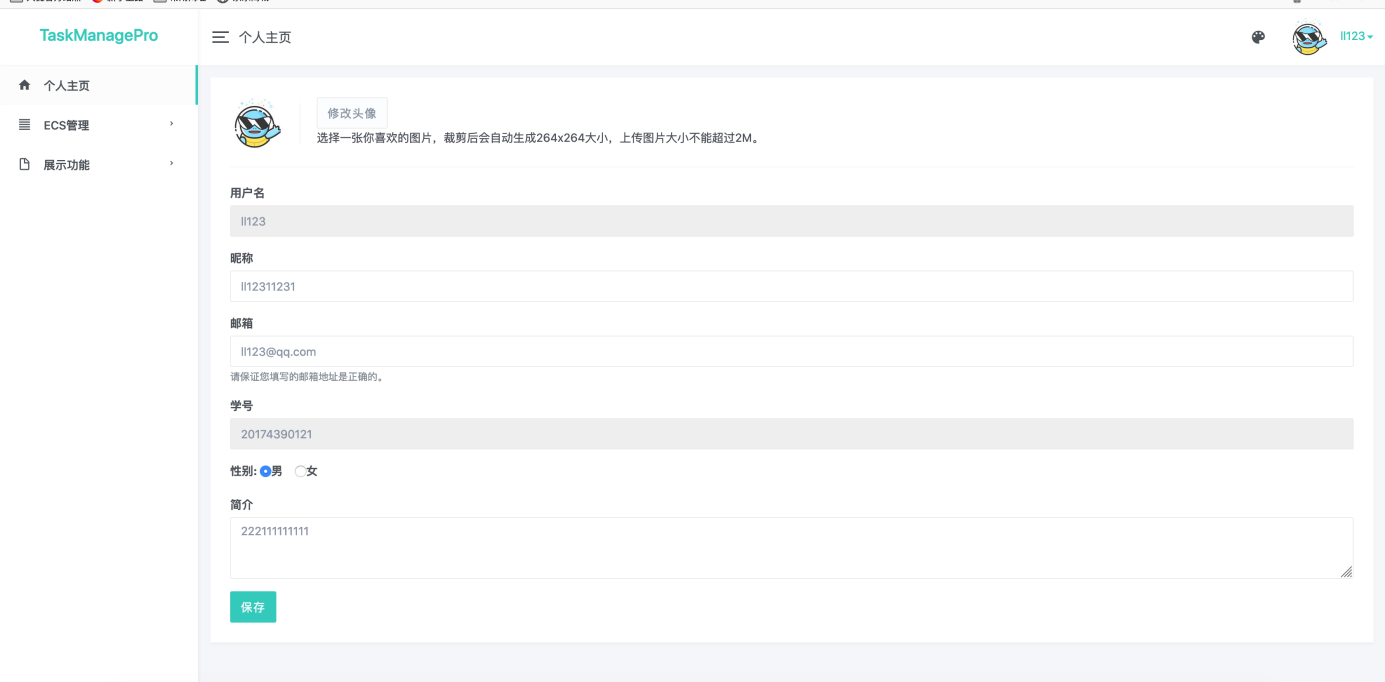 TaskManagePro
个人主页
ll123
个人主页
ECS管理
展示功能
修改头像
选择一张你喜欢的图片，裁剪后会自动生成264x264大小，上传图片大小不能超过2M。
用户名
ll123
昵称
ll12311231
邮箱
ll123@qq.com
请保证您填写的邮箱地址是正确的。
学号
20174390121
性别: 男 女
简介
222111111111
保存